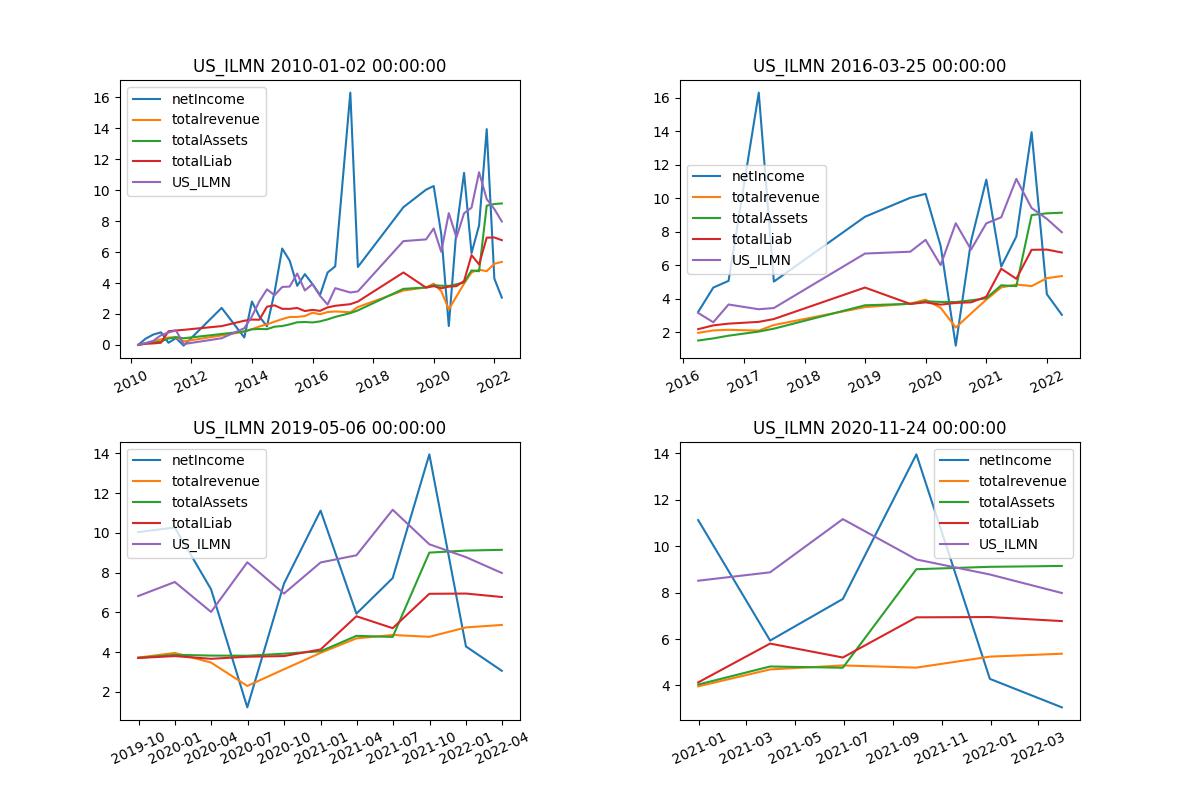 US_ILMN 2010-01-02 00:00:00
16
14
12
10
8
6
4
2
0
netIncome
totalrevenue
totalAssets
totalLiab
US_ILMN
2010
2012
2014
2016
2018
2020
2022
US_ILMN 2016-03-25 00:00:00
16
14
12
10
8
6
4
2
netIncome
totalrevenue
totalAssets
totalLiab
US_ILMN
2016
2017
2018
2019
2020
2021
2022
US_ILMN 2019-05-06 00:00:00
14
12
10
8
6
4
2
netIncome
totalrevenue
totalAssets
totalLiab
US_ILMN
2019-10
2020-01
2020-04
2020-07
2020-10
2021-01
2021-04
2021-07
2021-10
2022-01
2022-04
US_ILMN 2020-11-24 00:00:00
14
12
10
8
6
4
netIncome
totalrevenue
totalAssets
totalLiab
US_ILMN
2021-01
2021-03
2021-05
2021-07
2021-09
2021-11
2022-01
2022-03